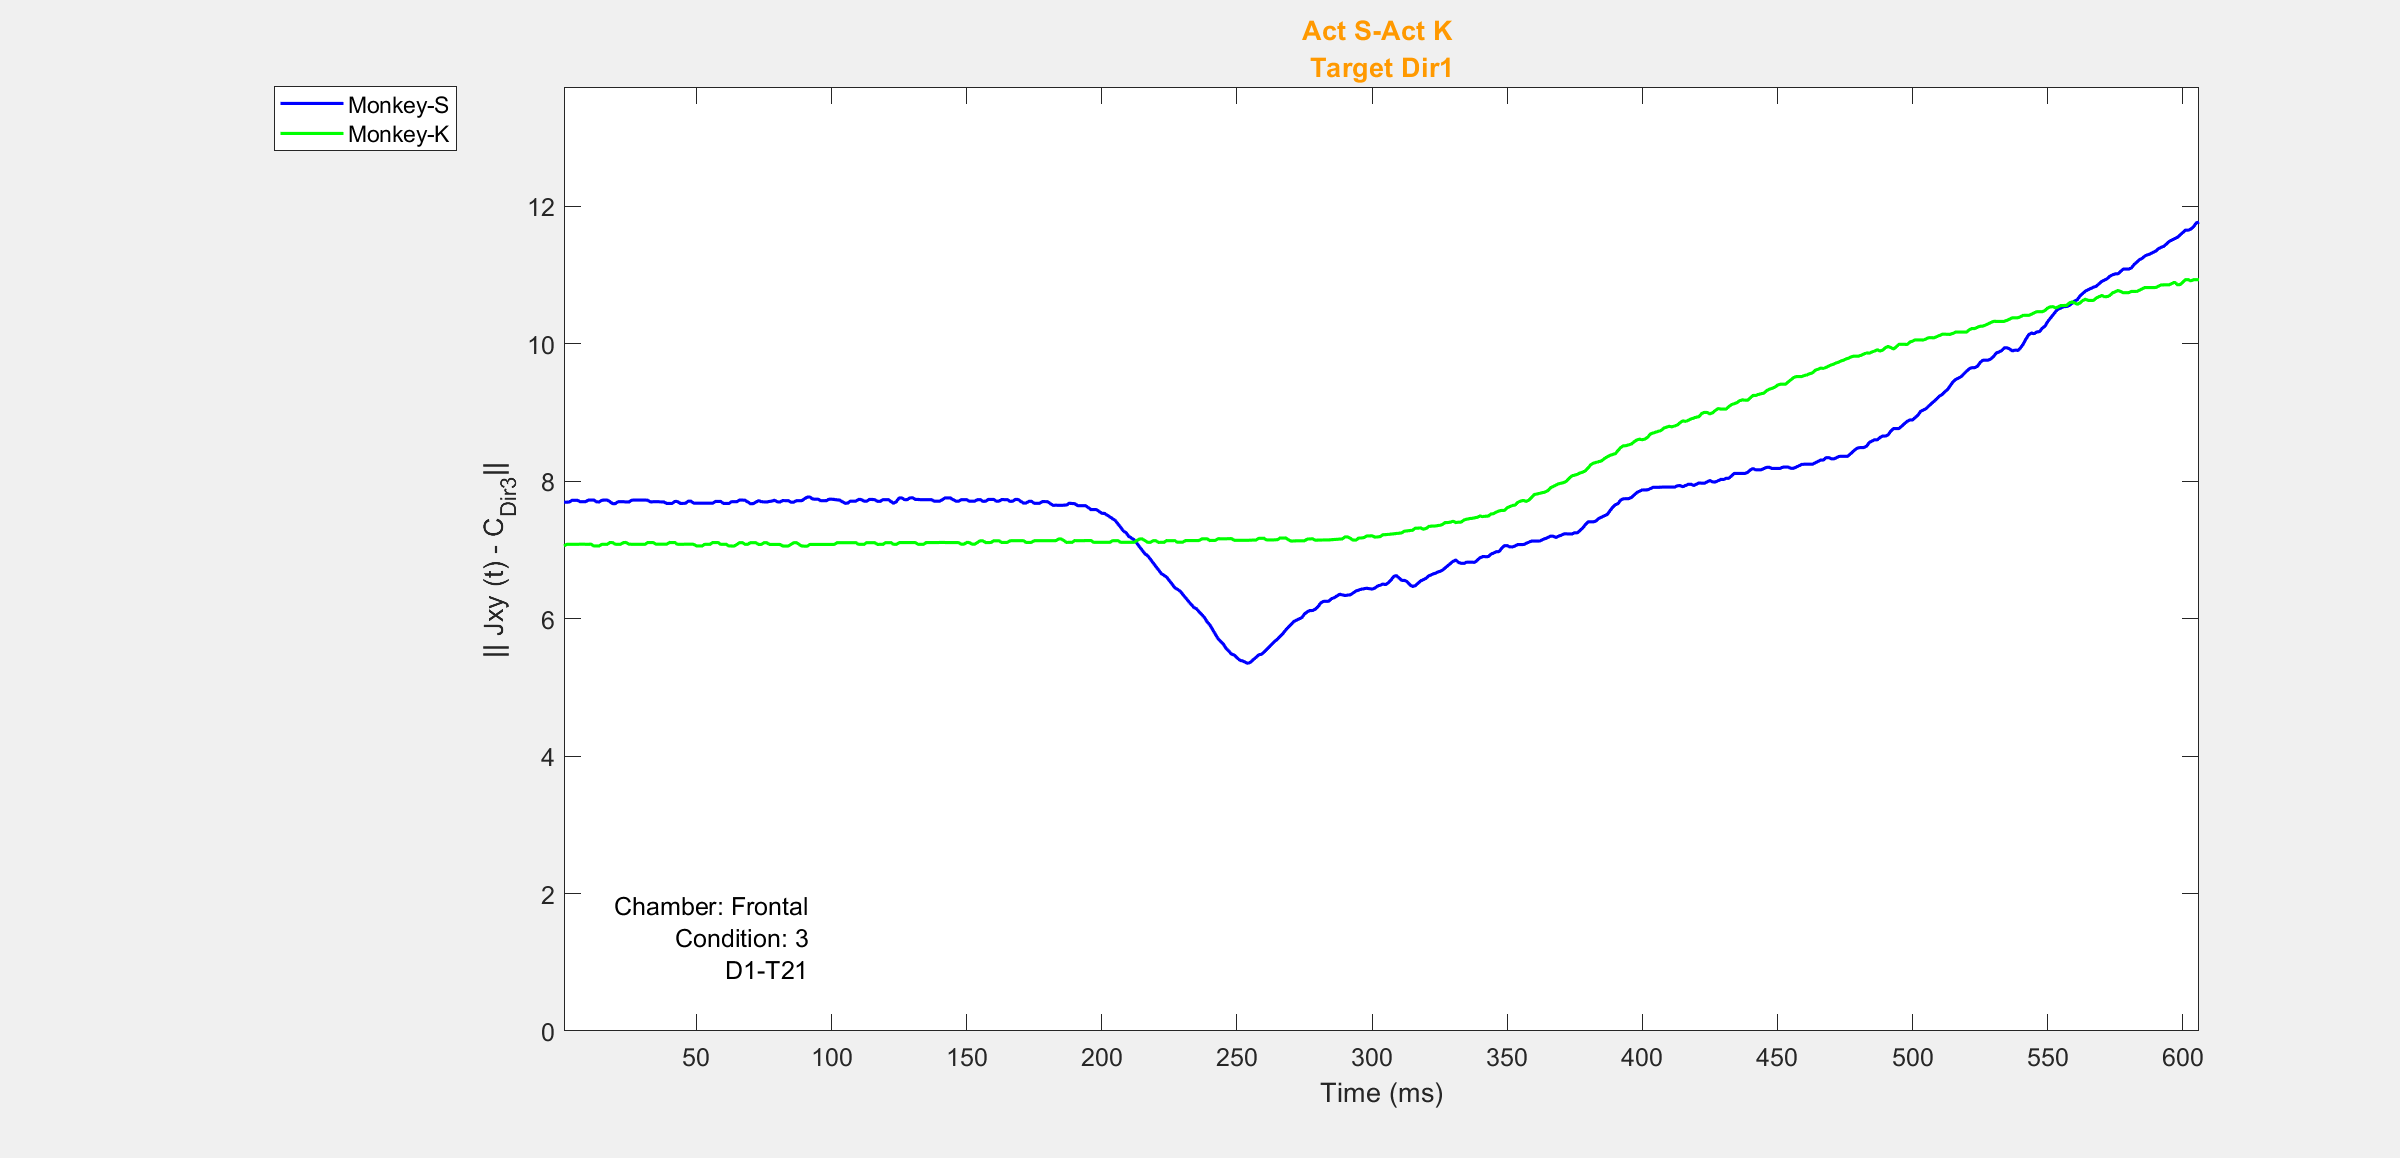 Act S-Act K
Target Dir1
Monkey-S
Monkey-K
12
10
8
6
4
2
0
|| Jxy (t) - C_Dir3||
Chamber: Frontal
Condition: 3
D1-T21
50 100 150 200 250 300 350 400 450 500 550 600
Time (ms)